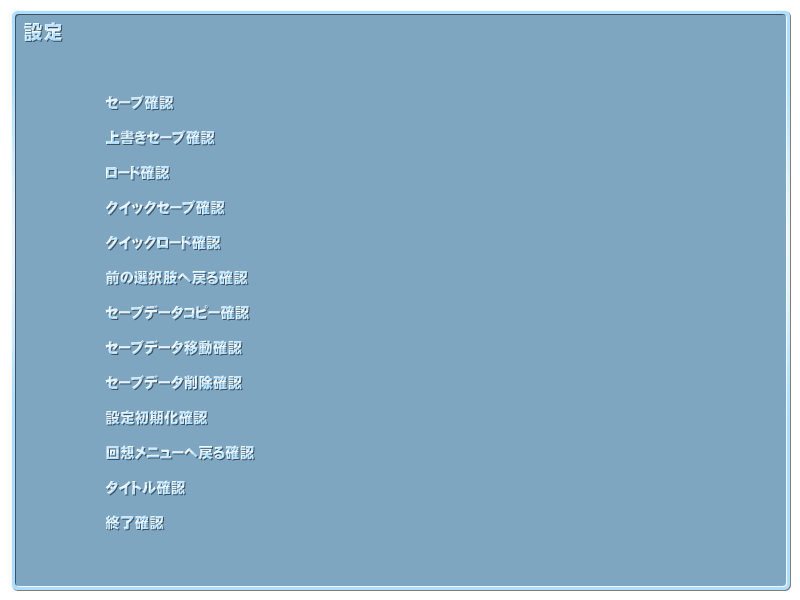 設定
セーブ確認
上書きセーブ確認
ロード確認
クイックセーブ確認
クイックロード確認
前の選択肢へ戻る確認
セーブデータコピー確認
セーブデータ移動確認
セーブデータ削除確認
設定初期化確認
回想メニューへ戻る確認
タイトル確認
終了確認